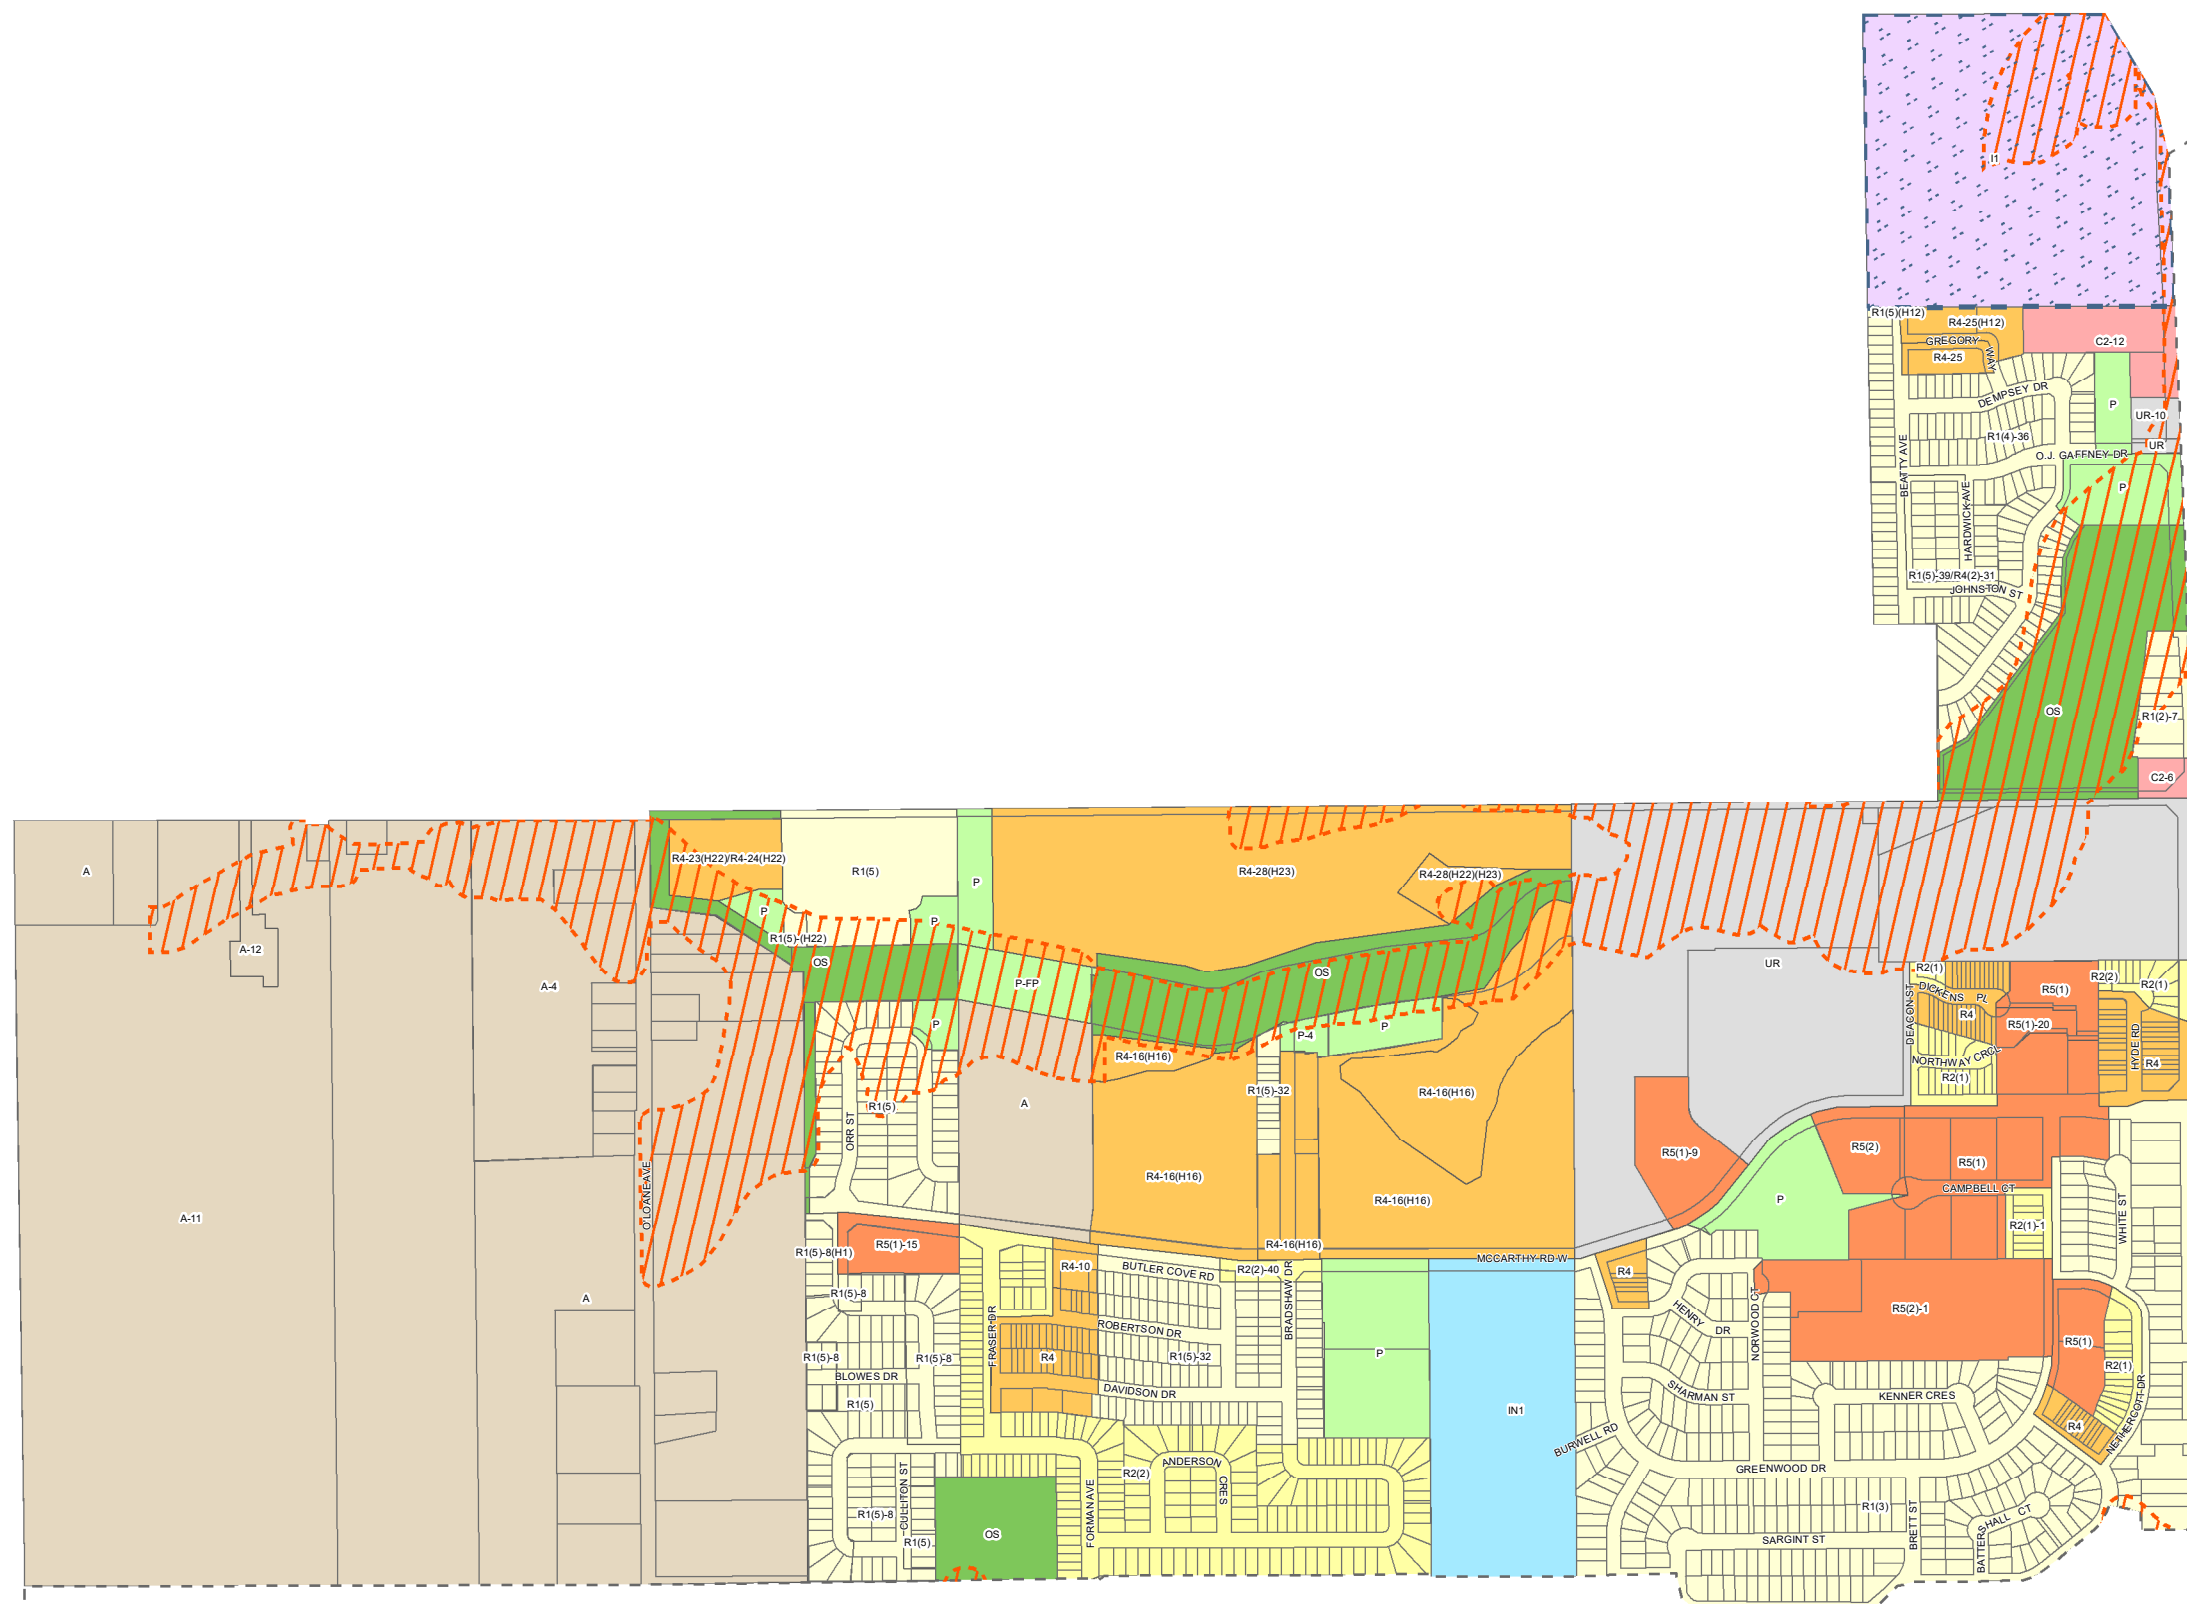 I1
R1(5)(H12)
R4-25(H12)
C2-12
GREGORY
WAY
R4-25
DEMPSEY DR
P
UR-10
R1(4)-36
UR
BEATTY AVE
O.J. GAFFNEY DR
P
HARDWICK AVE
R1(5)-39/R4(2)-31
JOHNSTON ST
OS
R1(2)-7
C2-6
A
R4-23(H22)/R4-24(H22)
R1(5)
P
R4-28(H23)
R4-28(H22)(H23)
P
P
R1(5)-(H22)
A-12
OS
A-4
P-FP
OS
UR
R2(1)
R2(2)
R2(1)
DICKENS PL
R5(1)
DEACON ST
R4
R5(1)-20
P
P-4
P
HYDE RD
R4
R4-16(H16)
NORTHWAY CRCL
R2(1)
R1(5)-32
R4-16(H16)
A
R1(5)
ORR ST
R5(1)-9
R5(2)
R5(1)
R4-16(H16)
R4-16(H16)
CAMPBELL CT
P
O'LOANE AVE
A-11
WHITE ST
R2(1)-1
R5(1)-15
R1(5)-8(H1)
R4-16(H16)
MCCARTHY RD W
R4-10
BUTLER COVE RD
R2(2)-40
R4
A
R1(5)-8
BRADSHAW DR
HENRY DR
NORWOOD CT
R5(2)-1
FRASER DR
ROBERTSON DR
R5(1)
R1(5)-8
R1(5)-8
R4
R1(5)-32
P
R2(1)
BLOWES DR
DAVIDSON DR
SHARMAN ST
KENNER CRES
R1(5)
IN1
R4
NETHERCOTT DR
BURWELL RD
ANDERSON
CRES
R2(2)
GREENWOOD DR
CULLITON ST
FORMAN AVE
R1(5)-8
R1(3)
BRETT ST
BATTERSHALL CT
OS
R1(5)
SARGINT ST